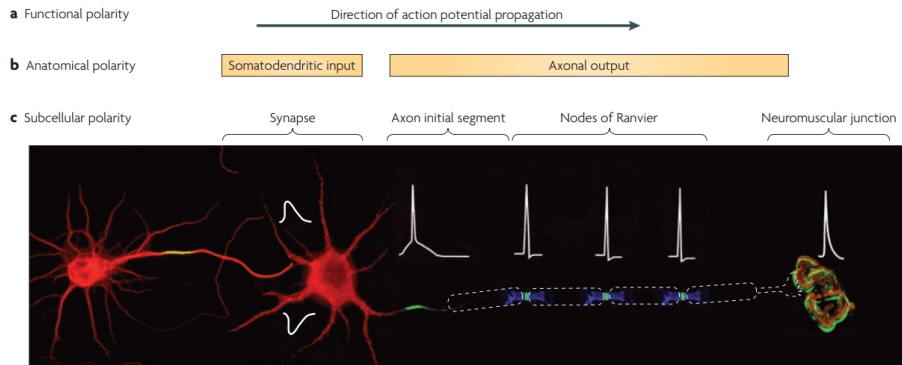 a Functional polarity
Direction of action potential propagation
b Anatomical polarity
Somatodendritic input
Axonal output
c Subcellular polarity
Synapse
Axon initial segment
Nodes of Ranvier
Neuromuscular junction